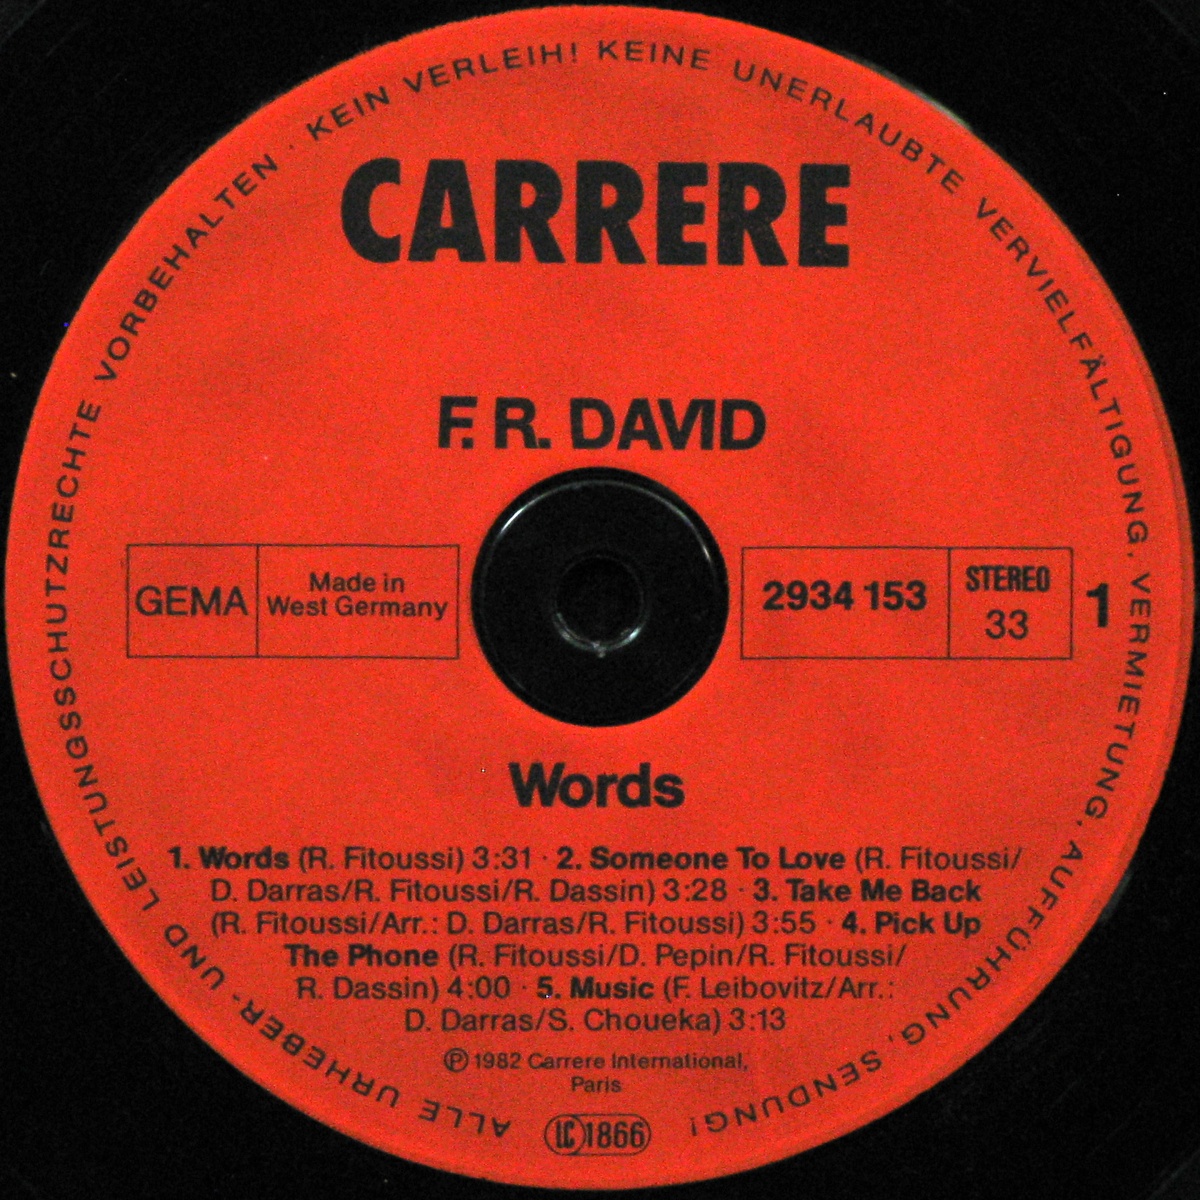 ALLE URHEBER- UND LEISTUNGSSCHUTZRECHTE VORBEHALTEN · KEIN VERLEIH! KEINE UNERLAUBTE VERVIELFÄLTIGUNG, VERMIETUNG, AUFFÜHRUNG, SENDUNG!
CARRERE
F. R. DAVID
GEMA
Made in
West Germany
2934 153
STEREO
33
1
Words
1. Words (R. Fitoussi) 3:31 · 2. Someone To Love (R. Fitoussi/
D. Darras/R. Fitoussi/R. Dassin) 3:28 · 3. Take Me Back
(R. Fitoussi/Arr.: D. Darras/R. Fitoussi) 3:55 · 4. Pick Up
The Phone (R. Fitoussi/D. Pepin/R. Fitoussi/
R. Dassin) 4:00 · 5. Music (F. Leibovitz/Arr.:
D. Darras/S. Choueka) 3:13
Ⓟ 1982 Carrere International,
Paris
LC 1866